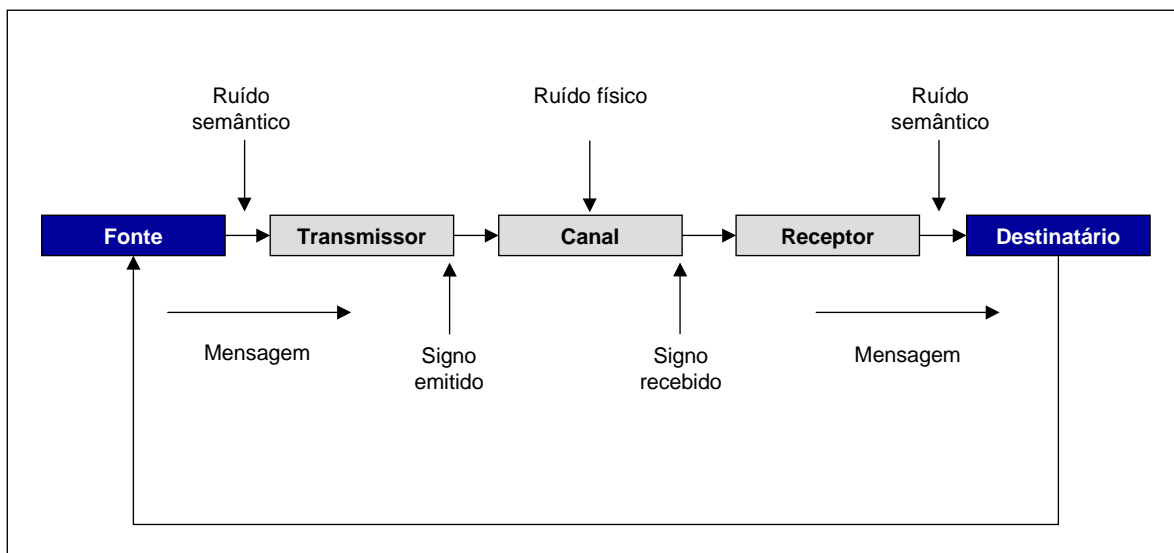 Ruído
semântico
Ruído físico
Ruído
semântico
Fonte
Transmissor
Canal
Receptor
Destinatário
Mensagem
Signo
emitido
Signo
recebido
Mensagem